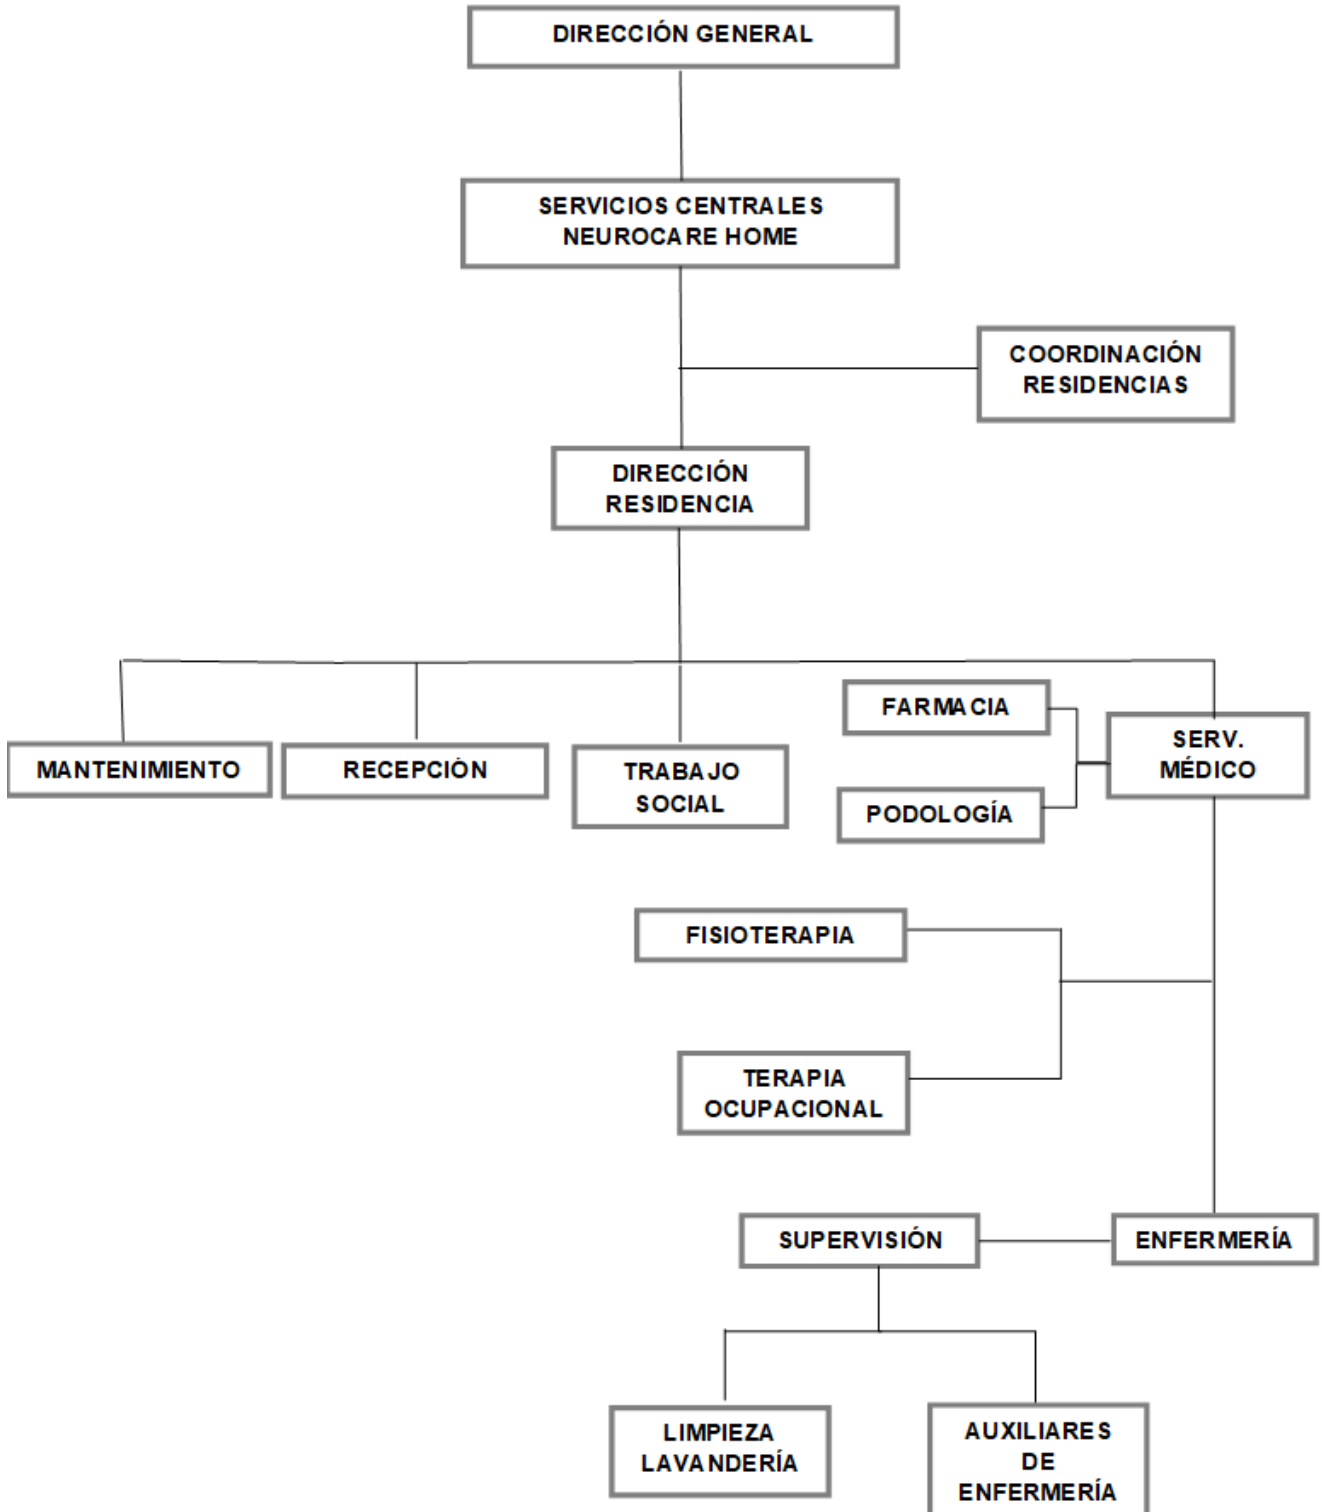 DIRECCIÓN GENERAL
SERVICIOS CENTRALES
NEUROCARE HOME
COORDINACIÓN
RESIDENCIAS
DIRECCIÓN
RESIDENCIA
FARMACIA
SERV.
MÉDICO
MANTENIMIENTO
RECEPCIÓN
TRABAJO
SOCIAL
PODOLOGÍA
FISIOTERAPIA
TERAPIA
OCUPACIONAL
SUPERVISIÓN
ENFERMERÍA
LIMPIEZA
LAVANDERÍA
AUXILIARES
DE
ENFERMERÍA